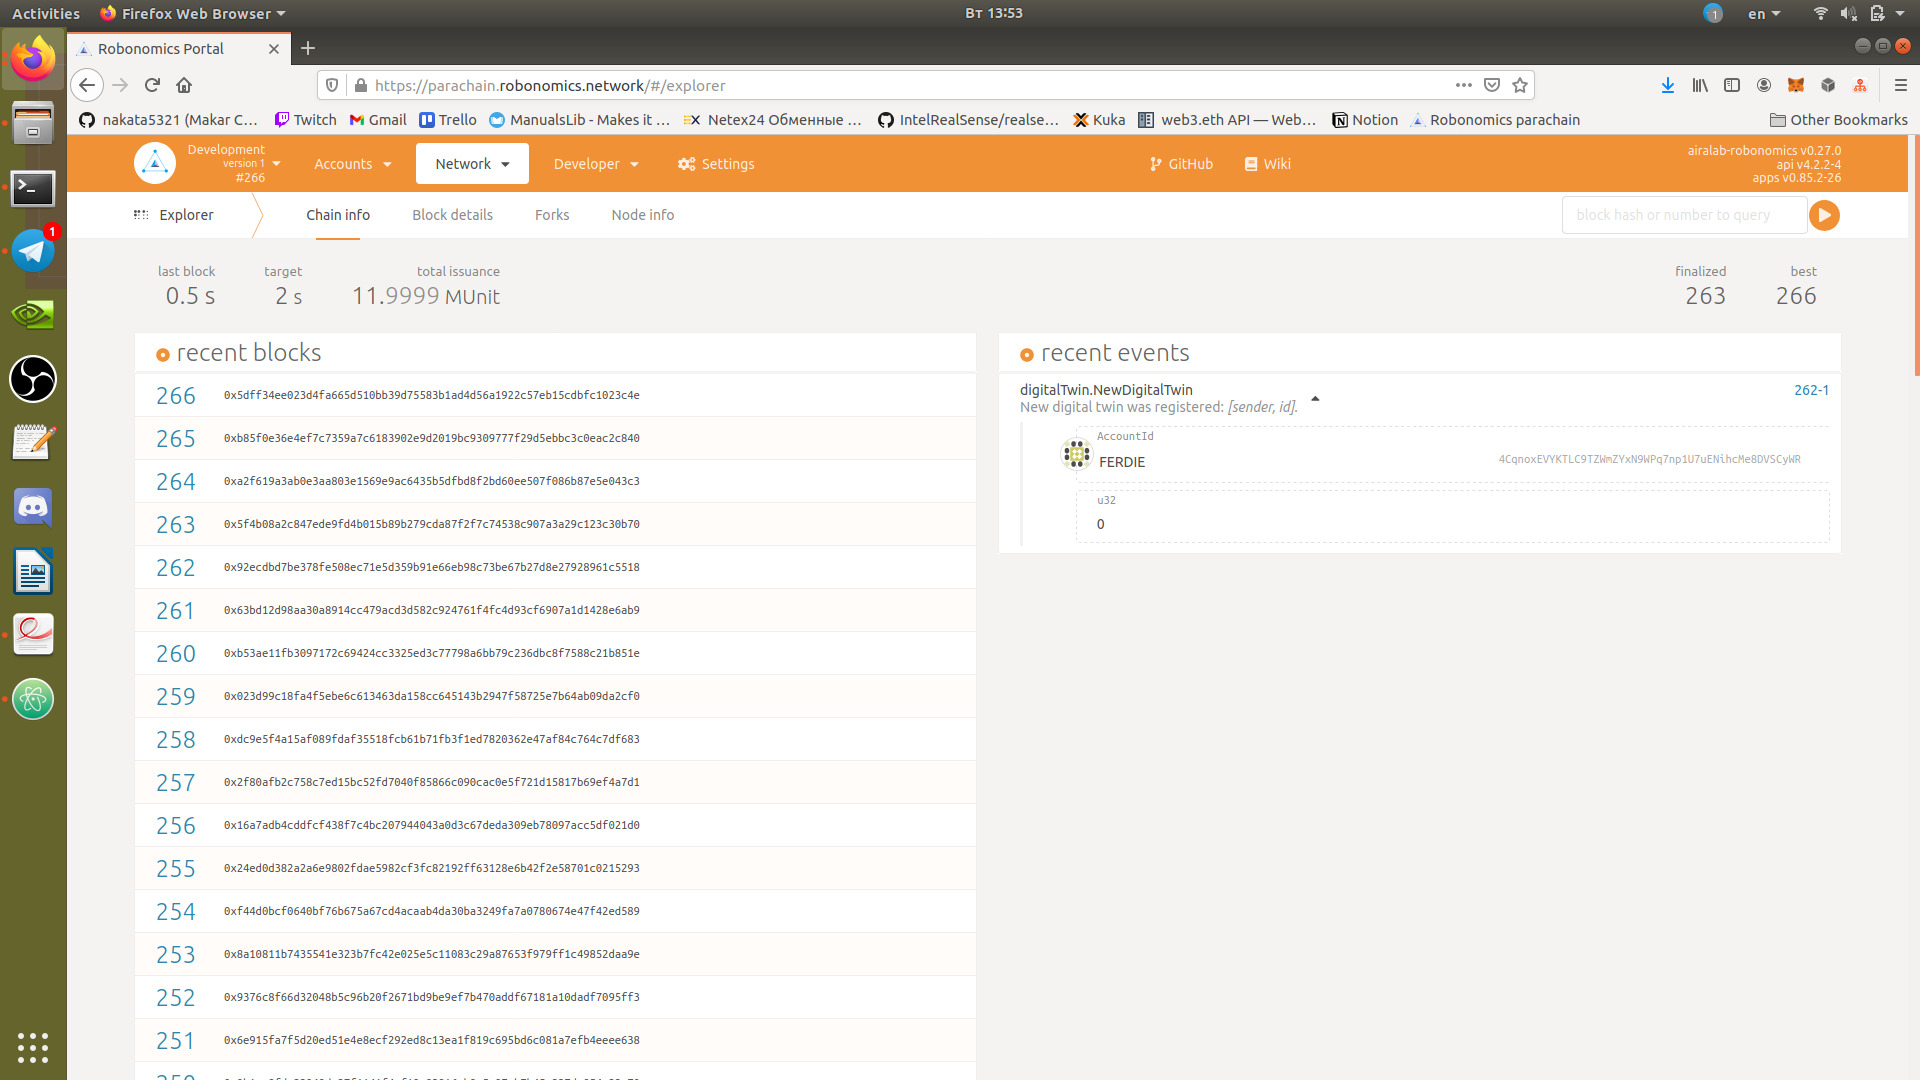 Activities
Firefox Web Browser
Вт 13:53
1
en
Robonomics Portal
https://parachain.robonomics.network/#/explorer
nakata5321 (Makar C…
Twitch
Gmail
Trello
ManualsLib - Makes it …
Netex24 Обменные …
IntelRealSense/realse…
Kuka
web3.eth API — Web…
Notion
Robonomics parachain
Other Bookmarks
Development
version 1
#266
Accounts
Network
Developer
Settings
GitHub
Wiki
airalab-robonomics v0.27.0
api v4.2.2-4
apps v0.85.2-26
Explorer
Chain info
Block details
Forks
Node info
block hash or number to query
1
last block
0.5 s
target
2 s
total issuance
11.9999 MUnit
finalized
263
best
266
recent blocks
266 0x5dff34ee023d4fa665d510bb39d75583b1ad4d56a1922c57eb15cdbfc1023c4e
265 0xb85f0e36e4ef7c7359a7c6183902e9d2019bc9309777f29d5ebbc3c0eac2c840
264 0xa2f619a3ab0e3aa803e1569e9ac6435b5dfbd8f2bd60ee507f086b87e5e043c3
263 0x5f4b08a2c847ede9fd4b015b89b279cda87f2f7c74538c907a3a29c123c30b70
262 0x92ecdbd7be378fe508ec71e5d359b91e66eb98c73be67b27d8e27928961c5518
261 0x63bd12d98aa30a8914cc479acd3d582c924761f4fc4d93cf6907a1d1428e6ab9
260 0xb53ae11fb3097172c69424cc3325ed3c77798a6bb79c236dbc8f7588c21b851e
259 0x023d99c18fa4f5ebe6c613463da158cc645143b2947f58725e7b64ab09da2cf0
258 0xdc9e5f4a15af089fdaf35518fcb61b71fb3f1ed7820362e47af84c764c7df683
257 0x2f80afb2c758c7ed15bc52fd7040f85866c090cac0e5f721d15817b69ef4a7d1
256 0x16a7adb4cddfcf438f7c4bc207944043a0d3c67deda309eb78097acc5df021d0
255 0x24ed0d382a2a6e9802fdae5982cf3fc82192ff63128e6b42f2e58701c0215293
254 0xf44d0bcf0640bf76b675a67cd4acaab4da30ba3249fa7a0780674e47f42ed589
253 0x8a10811b7435541e323b7fc42e025e5c11083c29a87653f979ff1c49852daa9e
252 0x9376c8f66d32048b5c96b20f2671bd9be9ef7b470addf67181a10dadf7095ff3
251 0x6e915fa7f5d20ed51e4e8ecf292ed8c13ea1f819c695bd6c081a7efb4eeee638
recent events
digitalTwin.NewDigitalTwin
262-1
New digital twin was registered: [sender, id].
AccountId
FERDIE
4CqnoxEVYKTLC9TZWmZYxN9WPq7np1U7uENihcMe8DVSCyWR
u32
0